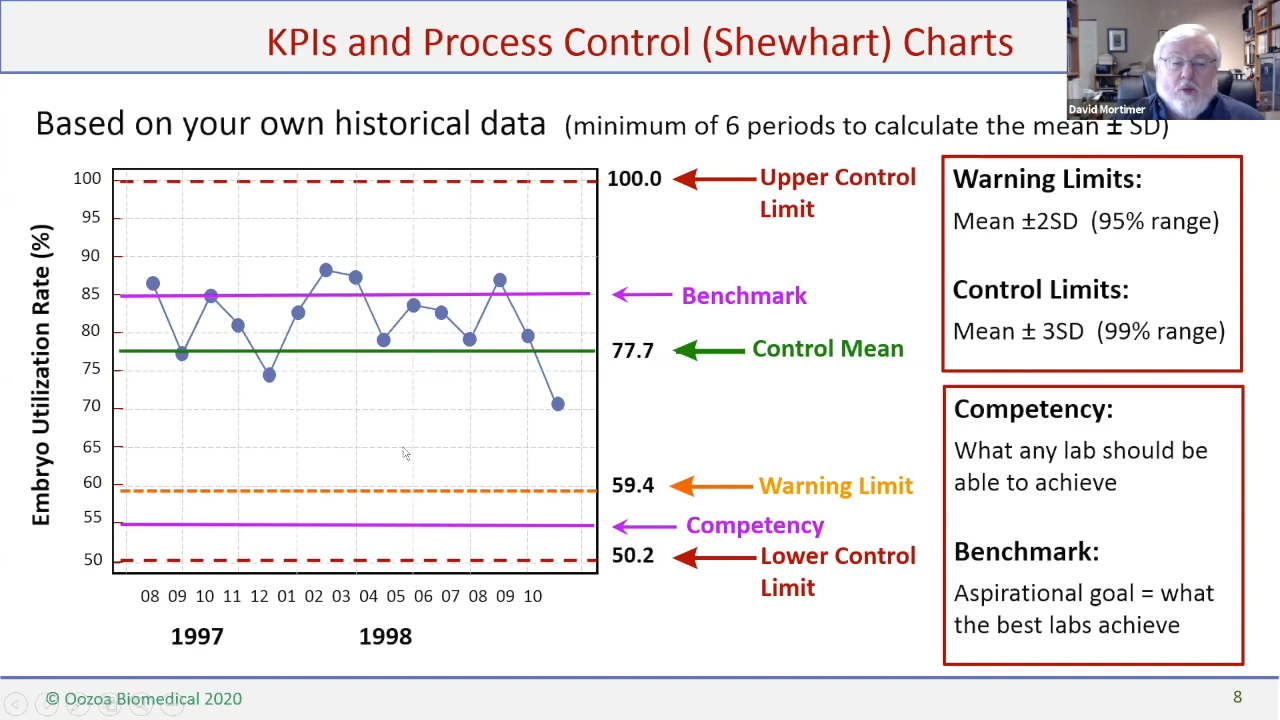 KPIs and Process Control (Shewhart) Charts
David Mortimer
Based on your own historical data (minimum of 6 periods to calculate the mean ± SD)
Embryo Utilization Rate (%)
100
95
90
85
80
75
70
65
60
55
50
08 09 10 11 12 01 02 03 04 05 06 07 08 09 10
1997 1998
100.0
Upper Control
Limit
Benchmark
77.7
Control Mean
59.4
Warning Limit
Competency
50.2
Lower Control
Limit
Warning Limits:
Mean ±2SD (95% range)
Control Limits:
Mean ± 3SD (99% range)
Competency:
What any lab should be
able to achieve
Benchmark:
Aspirational goal = what
the best labs achieve
© Oozoa Biomedical 2020
8